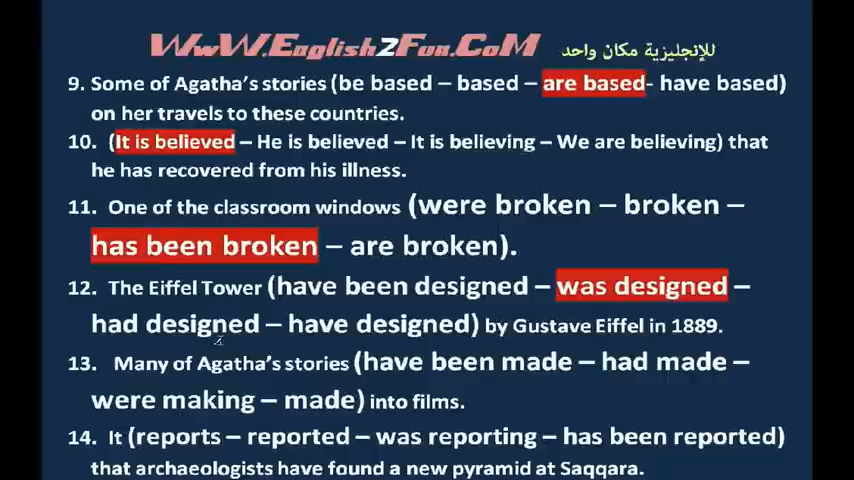 WwW.English2Fun.CoM للإنجليزية مكان واحد
9. Some of Agatha's stories (be based – based – are based- have based)
on her travels to these countries.
10. (It is believed – He is believed – It is believing – We are believing) that
he has recovered from his illness.
11. One of the classroom windows (were broken – broken –
has been broken – are broken).
12. The Eiffel Tower (have been designed – was designed –
had designed – have designed) by Gustave Eiffel in 1889.
13. Many of Agatha's stories (have been made – had made –
were making – made) into films.
14. It (reports – reported – was reporting – has been reported)
that archaeologists have found a new pyramid at Saqqara.